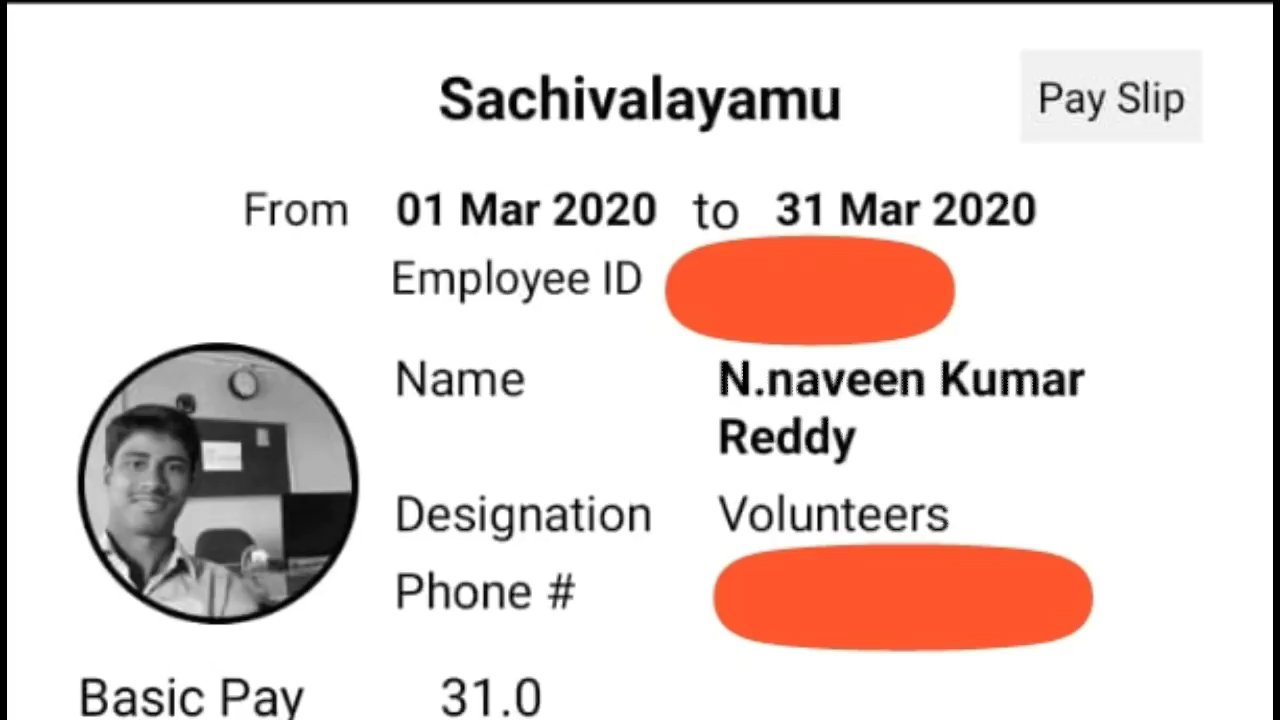 Sachivalayamu
Pay Slip
From 01 Mar 2020 to 31 Mar 2020
Employee ID
Name N.naveen Kumar
Reddy
Designation Volunteers
Phone #
Basic Pay 31.0